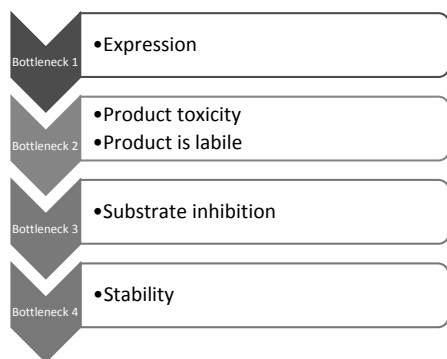 Bottleneck 1
•Expression
Bottleneck 2
•Product toxicity
•Product is labile
Bottleneck 3
•Substrate inhibition
Bottleneck 4
•Stability